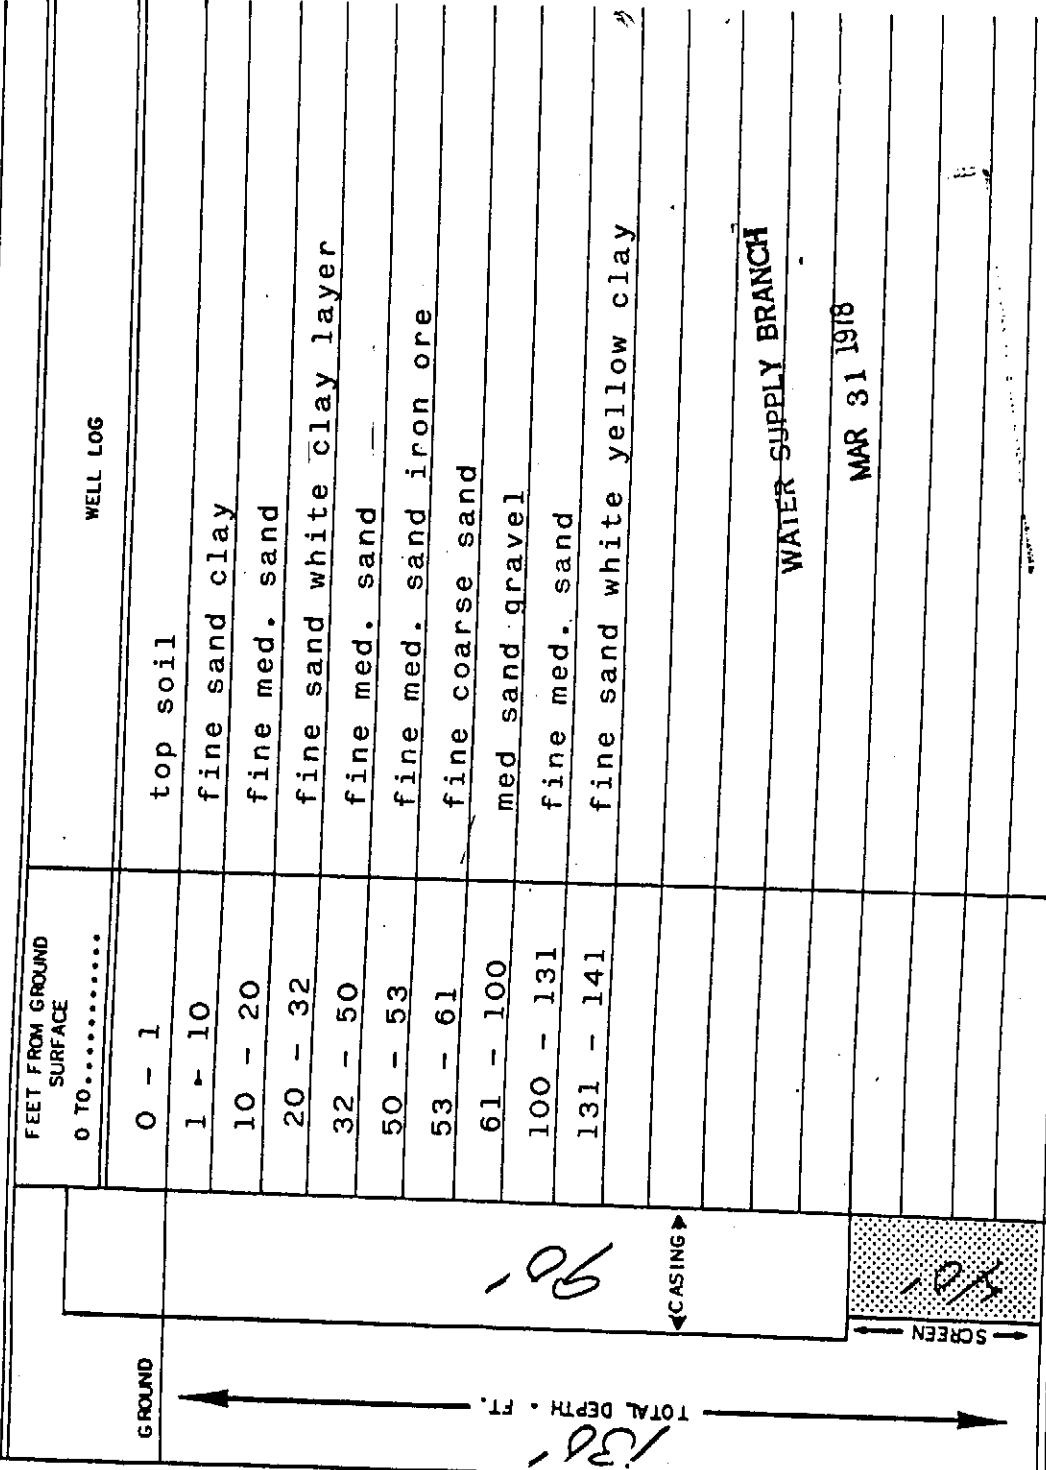 FEET FROM GROUND
SURFACE
0 TO...........
WELL LOG
GROUND
0 - 1 top soil
1 - 10 fine sand clay
10 - 20 fine med. sand
20 - 32 fine sand white clay layer
32 - 50 fine med. sand
50 - 53 fine med. sand iron ore
53 - 61 fine coarse sand
61 - 100 med sand gravel
100 - 131 fine med. sand
131 - 141 fine sand white yellow clay
90'
CASING
40'
SCREEN
TOTAL DEPTH - FT.
130'
WATER SUPPLY BRANCH
MAR 31 1978